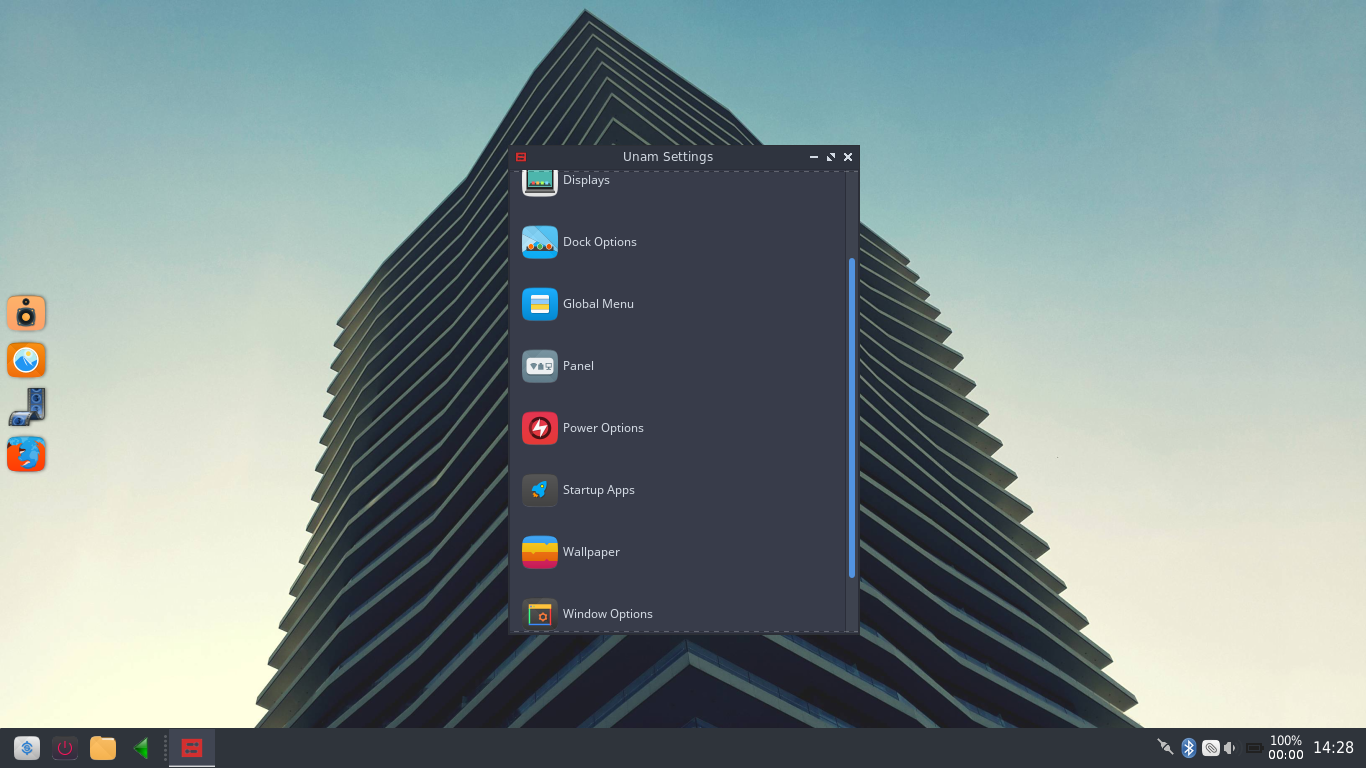 Unam Settings
Displays
Dock Options
Global Menu
Panel
Power Options
Startup Apps
Wallpaper
Window Options
100%
00:00
14:28